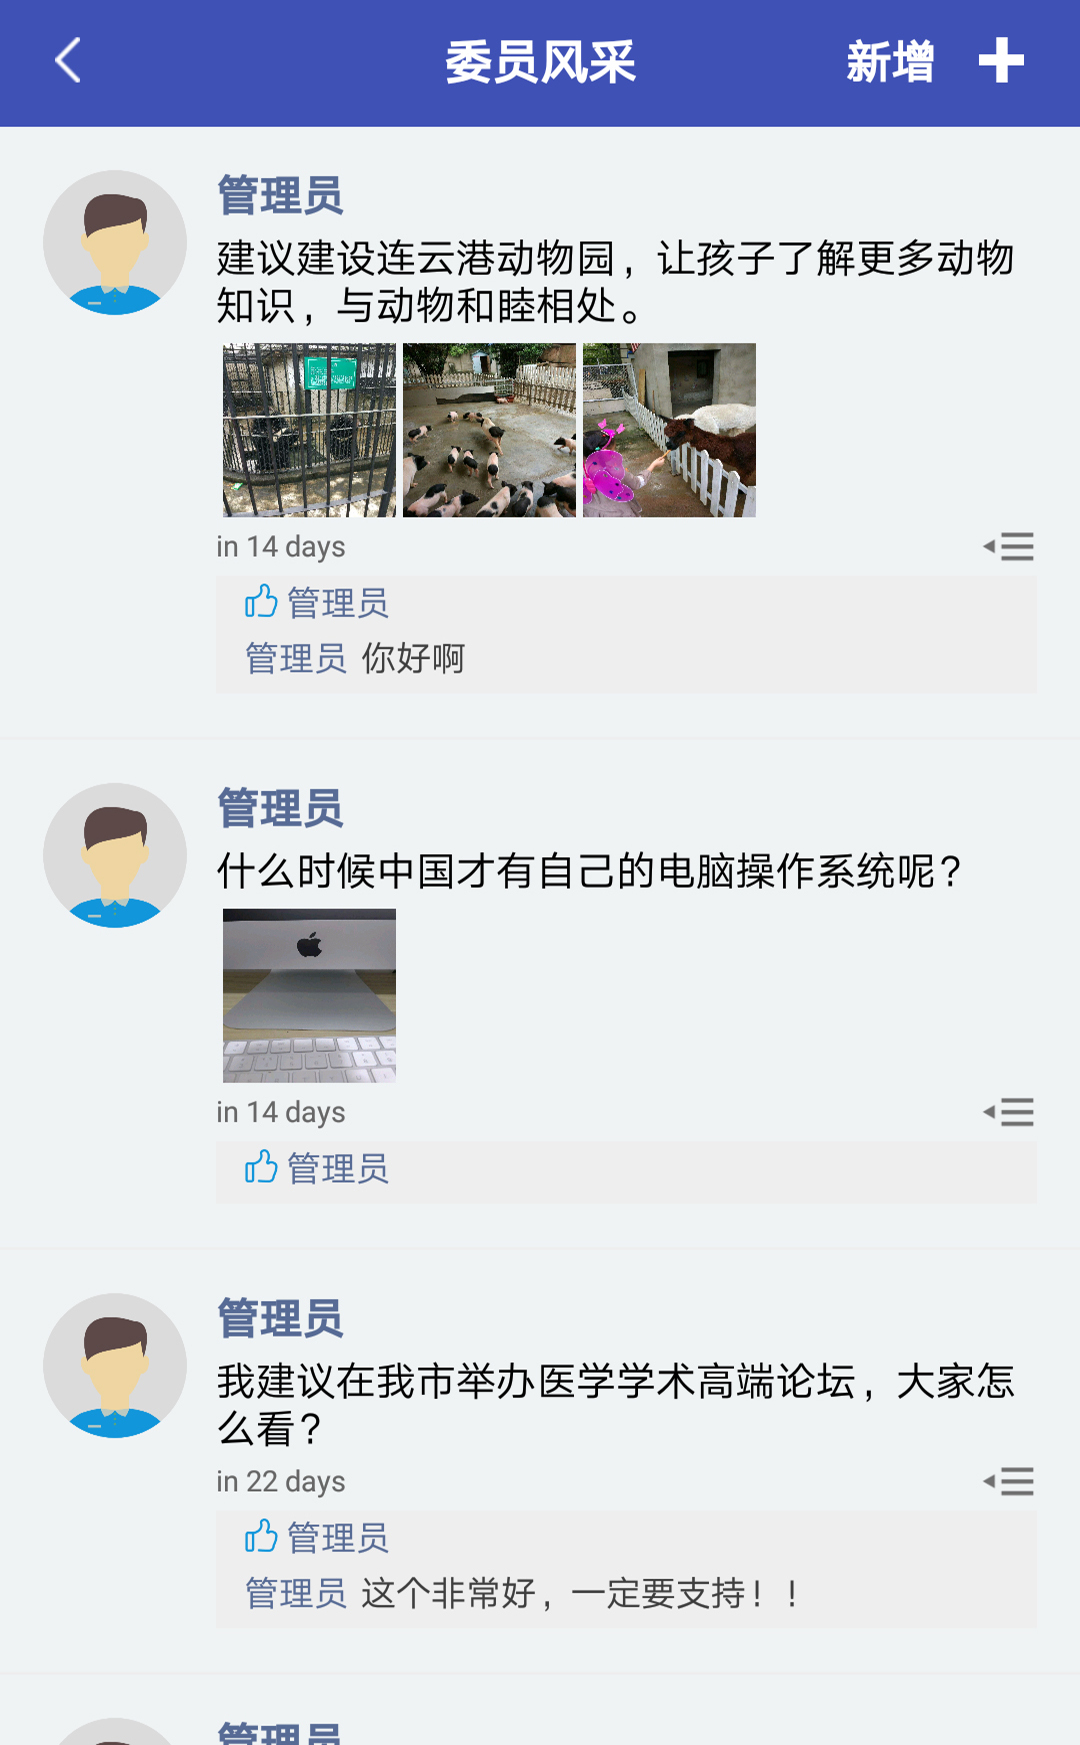 委员风采
新增
管理员
建议建设连云港动物园，让孩子了解更多动物
知识，与动物和睦相处。
in 14 days
管理员
管理员 你好啊
管理员
什么时候中国才有自己的电脑操作系统呢？
in 14 days
管理员
管理员
我建议在我市举办医学学术高端论坛，大家怎
么看？
in 22 days
管理员
管理员 这个非常好，一定要支持！！
管理员